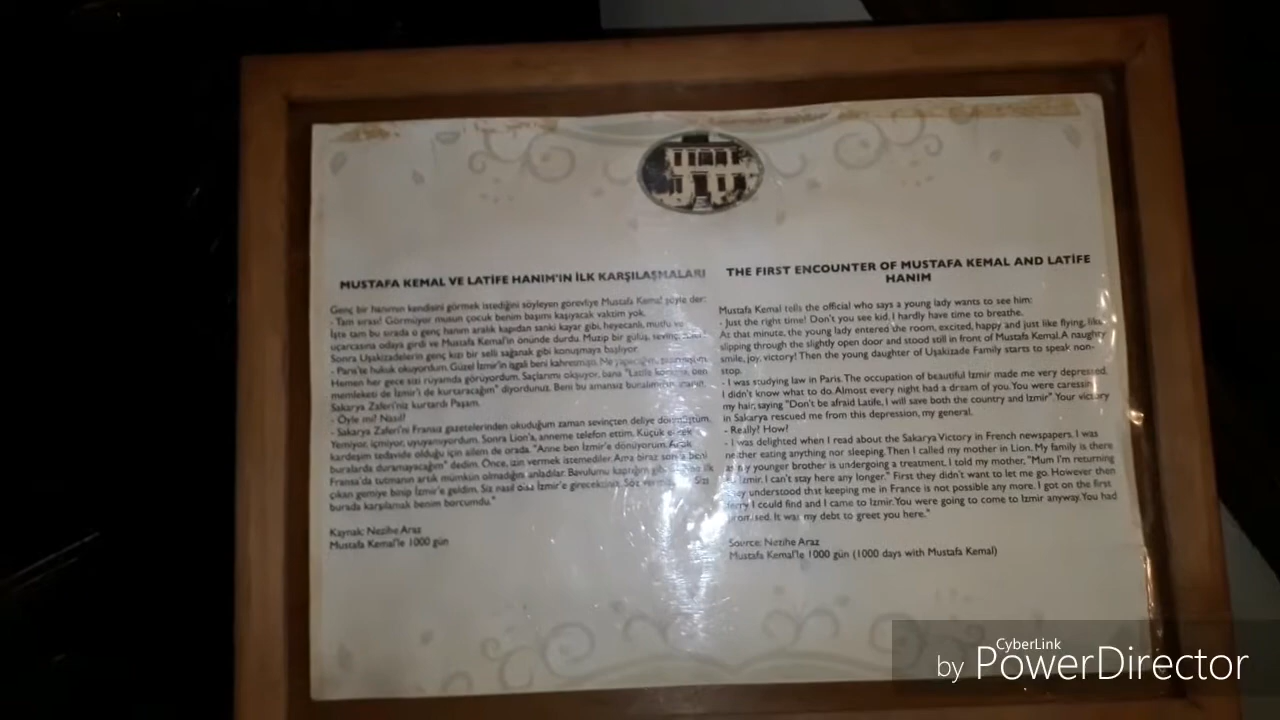 MUSTAFA KEMAL VE LATİFE HANIM'IN İLK KARŞILAŞMALARI
Genç bir hanımın kendisini görmek istediğini söyleyen görevliye Mustafa Kemal şöyle der:
- Tam sırası! Görmüyor musun çocuk benim başımı kaşıyacak vaktim yok.
İşte tam bu sırada o genç hanım aralık kapıdan sanki kayar gibi, heyecanlı, mutlu ve
uçarcasına odaya girdi ve Mustafa Kemal'in önünde durdu. Muzip bir gülüş, sevinç,
Sonra Uşakizadelerin genç kızı bir selli sağanak gibi konuşmaya başlıyor.
- Paris'te hukuk okuyordum. Güzel İzmir'in işgali beni kahretmişti. Ne yapacağımı
Hemen her gece sizi rüyamda görüyordum. Saçlarımı okşuyor, bana "Latife korkma, ben
memleketi de İzmir'i de kurtaracağım" diyordunuz. Beni bu amansız
Sakarya Zaferi'niz kurtardı Paşam.
- Öyle mi? Nasıl?
- Sakarya Zaferi'ni Fransız gazetelerinden okuduğum zaman sevinçten deliye dönmüştüm.
Yemiyor, içmiyor, uyuyamıyordum. Sonra Lion'a, anneme telefon ettim. Küçük erkek
kardeşim tedavide olduğu için ailem de orada. "Anne ben İzmir'e dönüyorum. Artık
buralarda duramayacağım" dedim. Önce, izin vermek istemediler. Ama biraz sonra beni
Fransa'da tutmanın artık mümkün olmadığını anladılar. Bavulumu kaptığım gibi ilk
çıkan gemiye binip İzmir'e geldim. Siz nasıl olsa İzmir'e girecektiniz. Söz Sizi
burada karşılamak benim borcumdu."
Kaynak: Nezihe Araz
Mustafa Kemal'le 1000 gün
THE FIRST ENCOUNTER OF MUSTAFA KEMAL AND LATİFE
HANIM
Mustafa Kemal tells the official who says a young lady wants to see him:
- Just the right time! Don't you see kid, I hardly have time to breathe.
At that minute, the young lady entered the room, excited, happy and just like flying, like
slipping through the slightly open door and stood still in front of Mustafa Kemal. A naughty
smile, joy, victory! Then the young daughter of Uşakizade Family starts to speak non-
stop.
- I was studying law in Paris. The occupation of beautiful Izmir made me very depressed,
I didn't know what to do. Almost every night had a dream of you. You were caressing
my hair, saying "Don't be afraid Latife, I will save both the country and Izmir" Your victory
in Sakarya rescued me from this depression, my general.
- Really? How?
- I was delighted when I read about the Sakarya Victory in French newspapers. I was
neither eating anything nor sleeping. Then I called my mother in Lion. My family is there
as my younger brother is undergoing a treatment. I told my mother, "Mum I'm returning
to Izmir. I can't stay here any longer." First they didn't want to let me go. However then
they understood that keeping me in France is not possible any more. I got on the first
ferry I could find and I came to Izmir. You were going to come to Izmir anyway. You had
promised. It was my debt to greet you here."
Source: Nezihe Araz
Mustafa Kemal'le 1000 gün (1000 days with Mustafa Kemal)
CyberLink
by PowerDirector